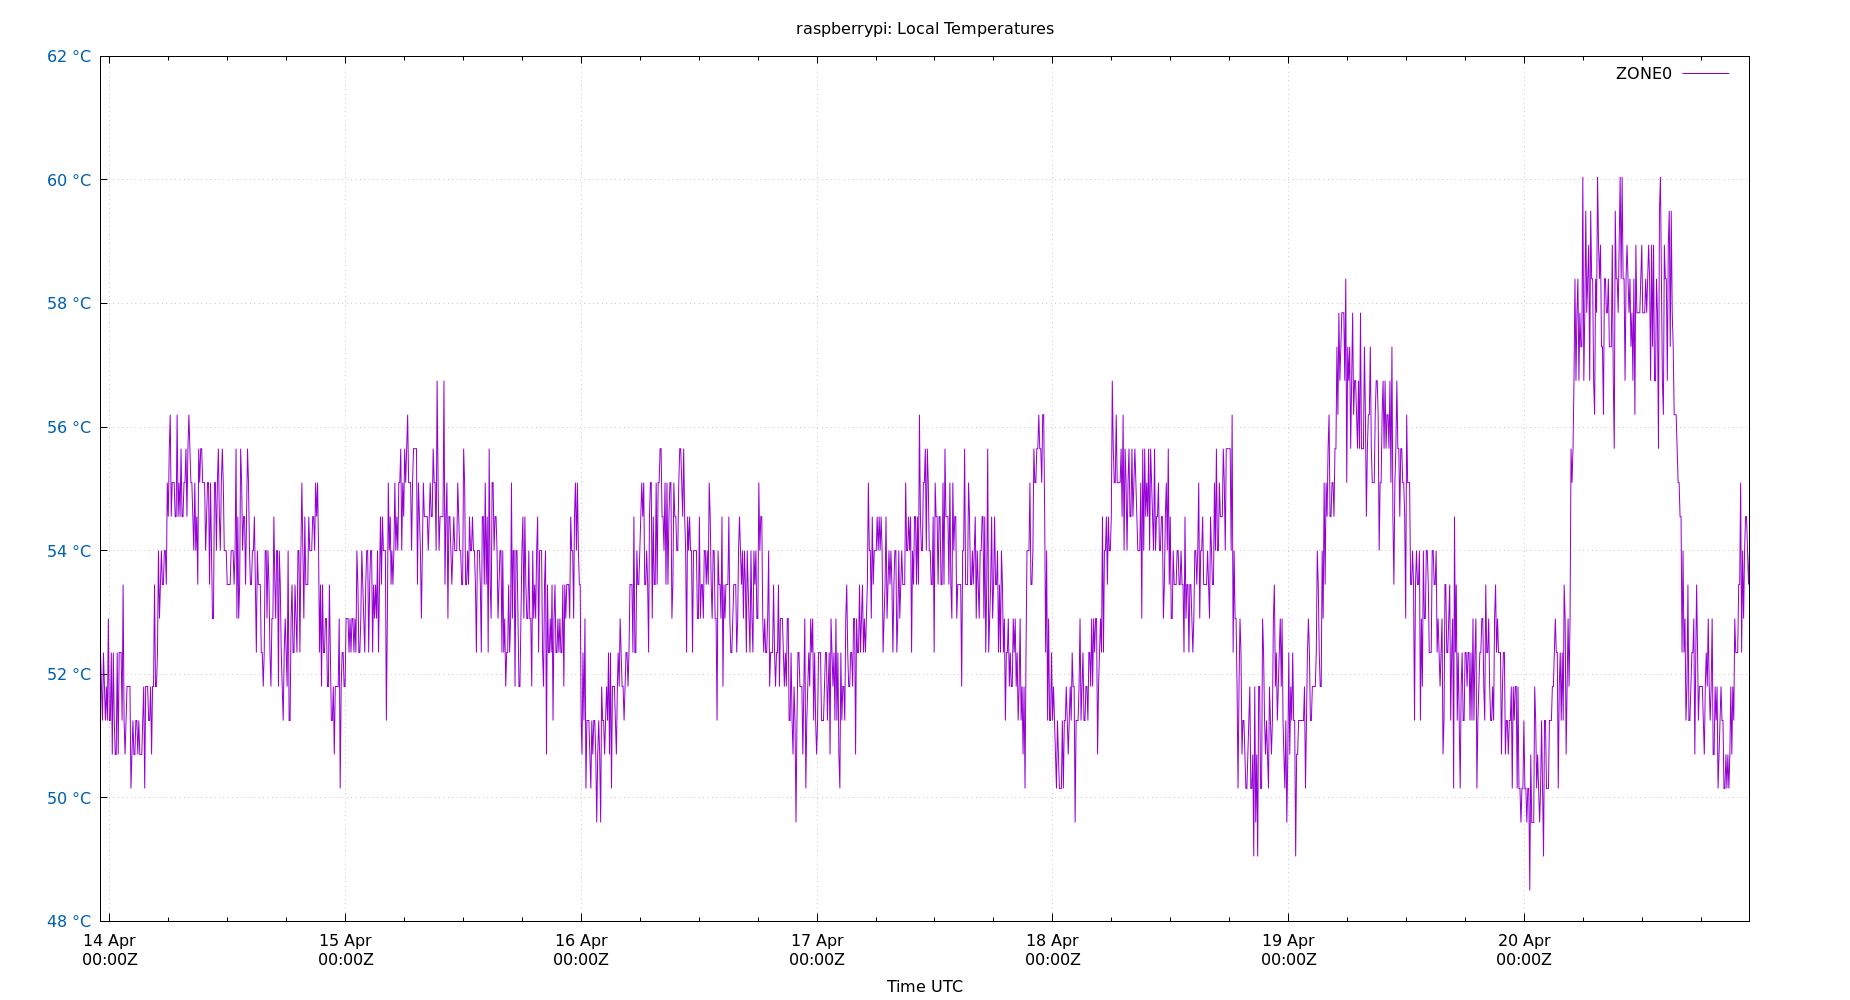 raspberrypi: Local Temperatures
62 °C
ZONE0
60 °C
58 °C
56 °C
54 °C
52 °C
50 °C
48 °C
14 Apr 15 Apr 16 Apr 17 Apr 18 Apr 19 Apr 20 Apr
00:00Z 00:00Z 00:00Z 00:00Z 00:00Z 00:00Z 00:00Z
Time UTC